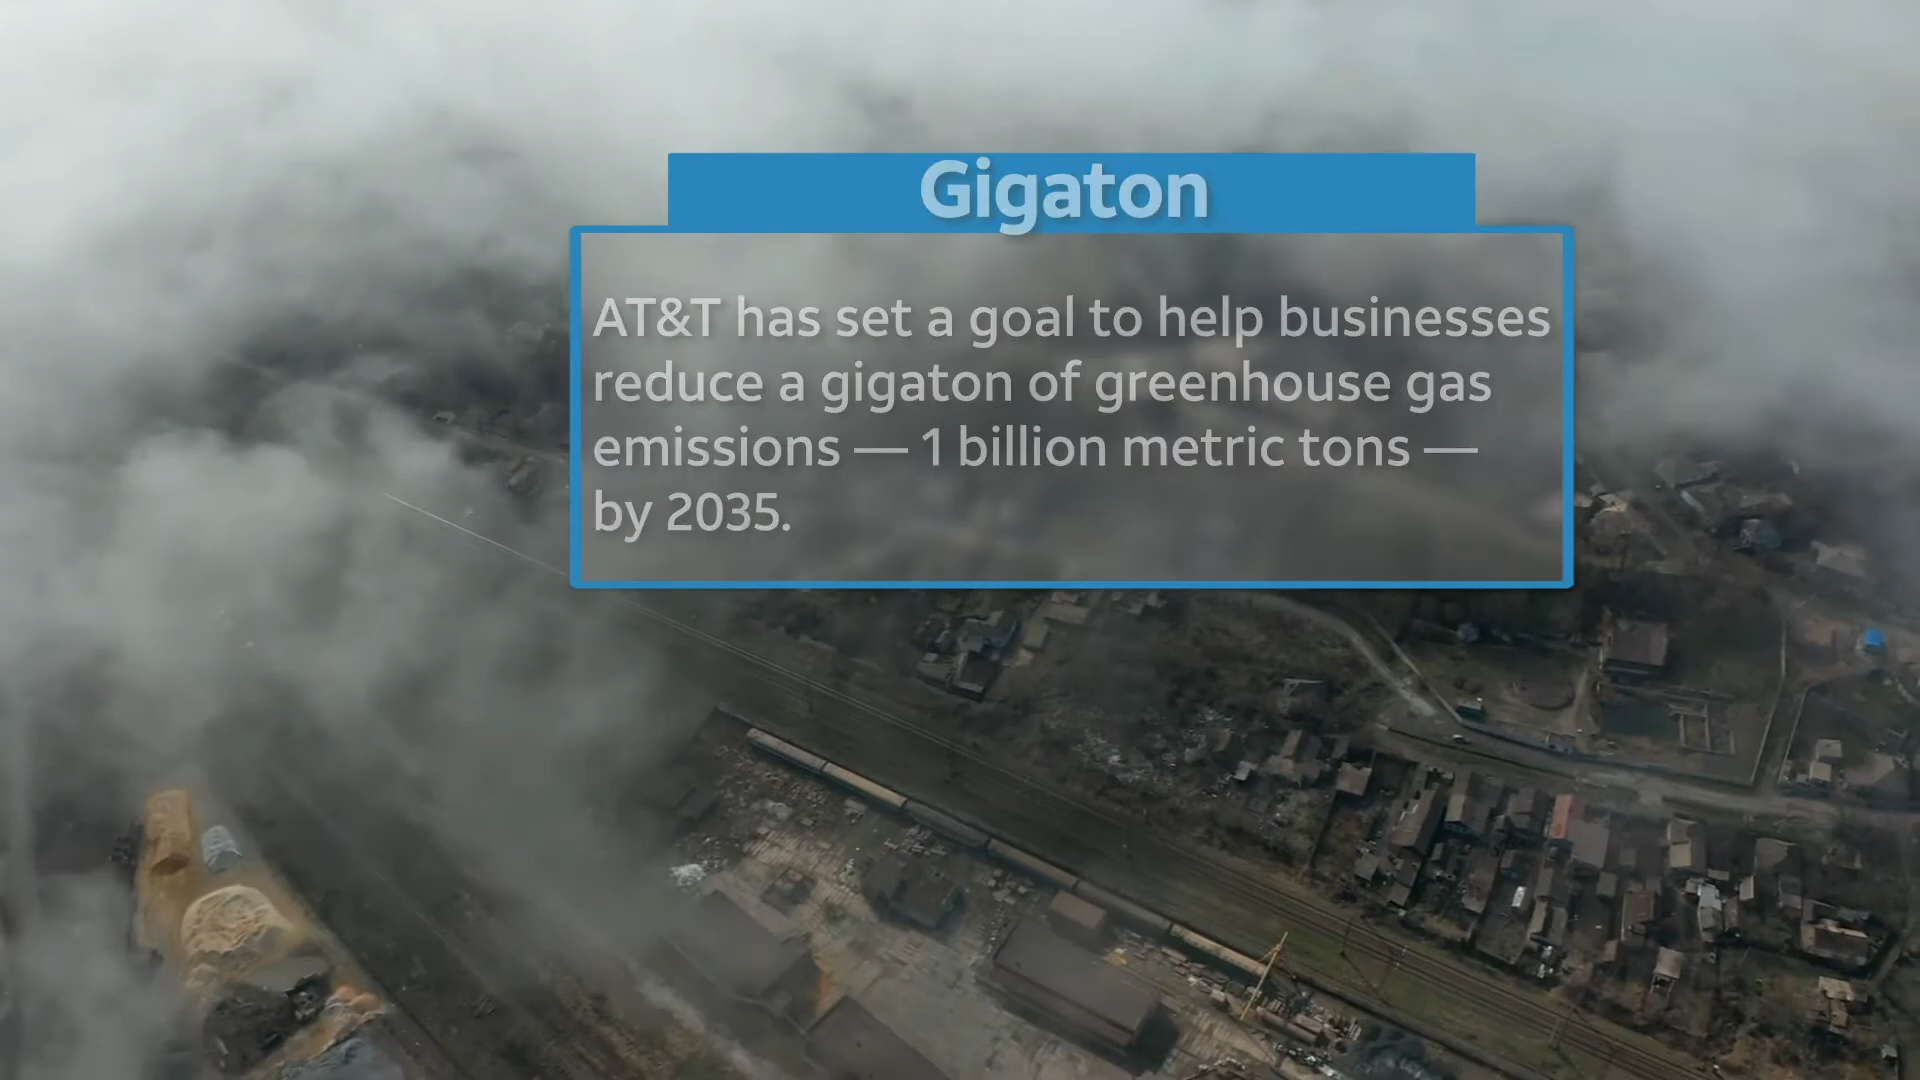 Gigaton
AT&T has set a goal to help businesses
reduce a gigaton of greenhouse gas
emissions — 1 billion metric tons —
by 2035.